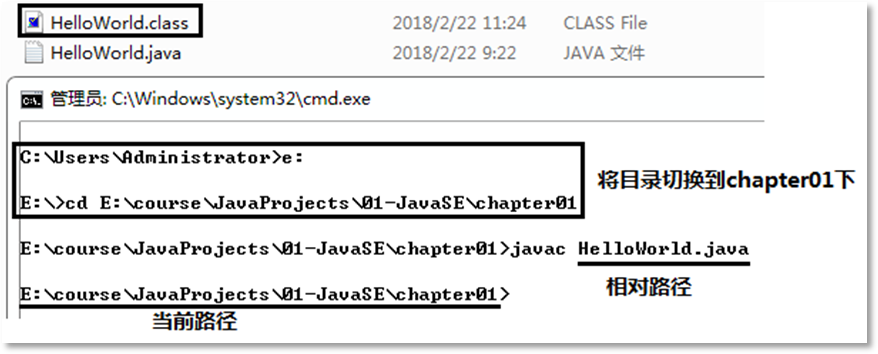 HelloWorld.class 2018/2/22 11:24 CLASS File
HelloWorld.java 2018/2/22 9:22 JAVA 文件
管理员: C:\Windows\system32\cmd.exe
C:\Users\Administrator>e:
E:\>cd E:\course\JavaProjects\01-JavaSE\chapter01
将目录切换到chapter01下
E:\course\JavaProjects\01-JavaSE\chapter01>javac HelloWorld.java
相对路径
E:\course\JavaProjects\01-JavaSE\chapter01>
当前路径